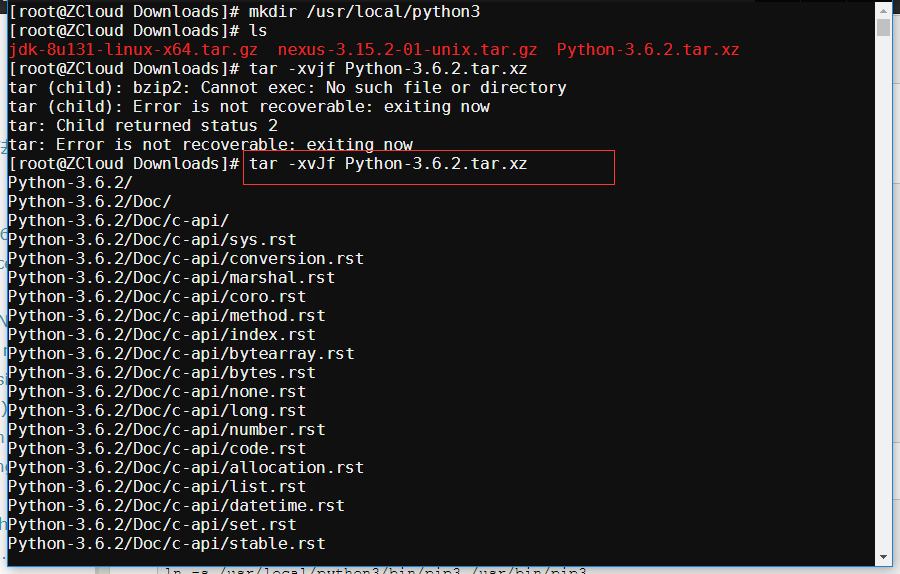 [root@ZCloud Downloads]# mkdir /usr/local/python3
[root@ZCloud Downloads]# ls
jdk-8u131-linux-x64.tar.gz  nexus-3.15.2-01-unix.tar.gz  Python-3.6.2.tar.xz
[root@ZCloud Downloads]# tar -xvjf Python-3.6.2.tar.xz
tar (child): bzip2: Cannot exec: No such file or directory
tar (child): Error is not recoverable: exiting now
tar: Child returned status 2
tar: Error is not recoverable: exiting now
[root@ZCloud Downloads]# tar -xvJf Python-3.6.2.tar.xz
Python-3.6.2/
Python-3.6.2/Doc/
Python-3.6.2/Doc/c-api/
Python-3.6.2/Doc/c-api/sys.rst
Python-3.6.2/Doc/c-api/conversion.rst
Python-3.6.2/Doc/c-api/marshal.rst
Python-3.6.2/Doc/c-api/coro.rst
Python-3.6.2/Doc/c-api/method.rst
Python-3.6.2/Doc/c-api/index.rst
Python-3.6.2/Doc/c-api/bytearray.rst
Python-3.6.2/Doc/c-api/bytes.rst
Python-3.6.2/Doc/c-api/none.rst
Python-3.6.2/Doc/c-api/long.rst
Python-3.6.2/Doc/c-api/number.rst
Python-3.6.2/Doc/c-api/code.rst
Python-3.6.2/Doc/c-api/allocation.rst
Python-3.6.2/Doc/c-api/list.rst
Python-3.6.2/Doc/c-api/datetime.rst
Python-3.6.2/Doc/c-api/set.rst
Python-3.6.2/Doc/c-api/stable.rst
ln -s /usr/local/python3/bin/pip3 /usr/bin/pip3